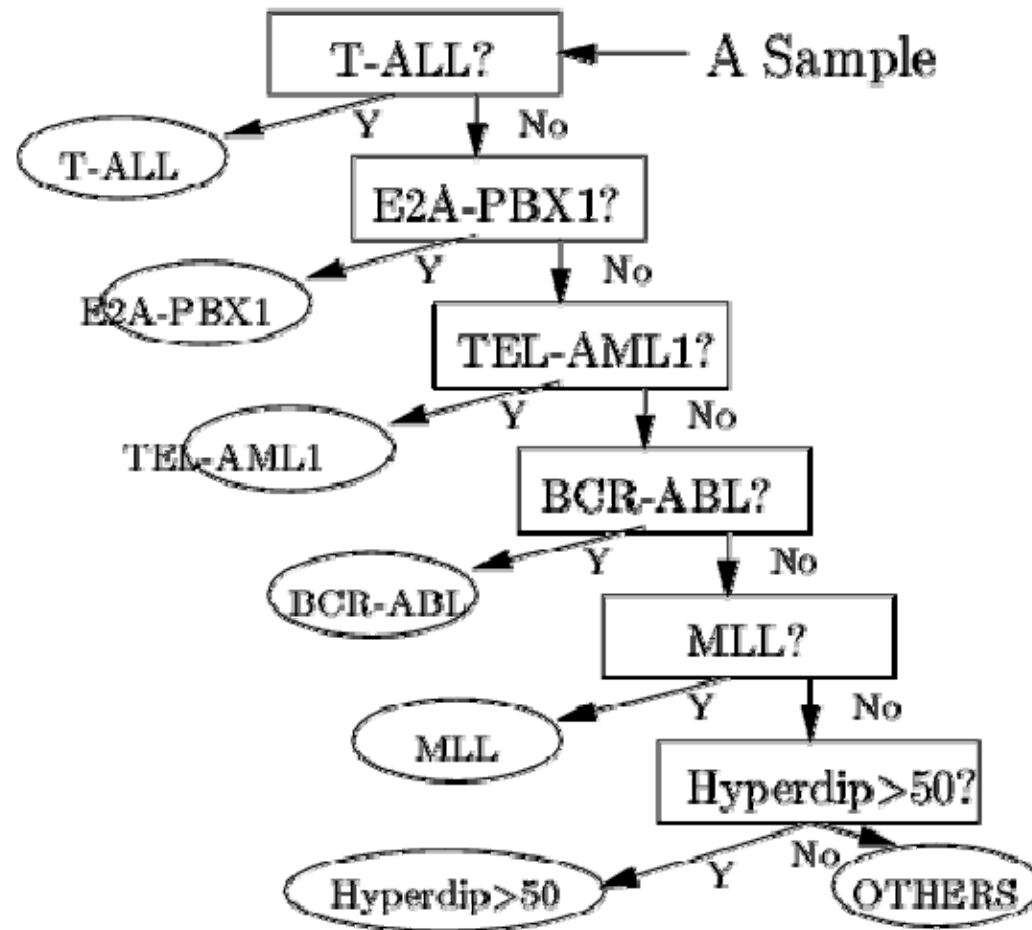 T-ALL?
A Sample
Y
No
T-ALL
E2A-PBX1?
Y
No
E2A-PBX1
TEL-AML1?
Y
No
TEL-AML1
BCR-ABL?
Y
No
BCR-ABL
MLL?
Y
No
MLL
Hyperdip>50?
Y
No
Hyperdip>50
OTHERS